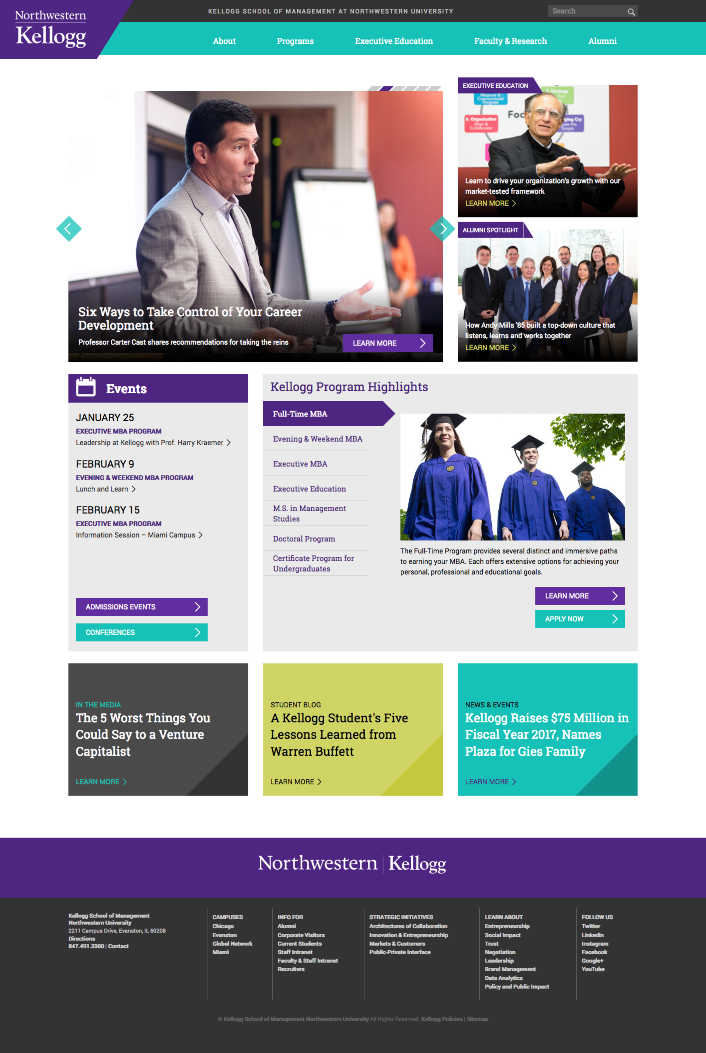 Northwestern
Kellogg
KELLOGG SCHOOL OF MANAGEMENT AT NORTHWESTERN UNIVERSITY
Search
About
Programs
Executive Education
Faculty & Research
Alumni
Six Ways to Take Control of Your Career
Development
Professor Carter Cast shares recommendations for taking the reins
LEARN MORE
EXECUTIVE EDUCATION
Learn to drive your organization's growth with our
market-tested framework
LEARN MORE
ALUMNI SPOTLIGHT
How Andy Mills '85 built a top-down culture that
listens, learns and works together
LEARN MORE
Events
JANUARY 25
EXECUTIVE MBA PROGRAM
Leadership at Kellogg with Prof. Harry Kraemer
FEBRUARY 9
EVENING & WEEKEND MBA PROGRAM
Lunch and Learn
FEBRUARY 15
EXECUTIVE MBA PROGRAM
Information Session – Miami Campus
ADMISSIONS EVENTS
CONFERENCES
Kellogg Program Highlights
Full-Time MBA
Evening & Weekend MBA
Executive MBA
Executive Education
M.S. in Management
Studies
Doctoral Program
Certificate Program for
Undergraduates
The Full-Time Program provides several distinct and immersive paths
to earning your MBA. Each offers extensive options for achieving your
personal, professional and educational goals.
LEARN MORE
APPLY NOW
IN THE MEDIA
The 5 Worst Things You
Could Say to a Venture
Capitalist
LEARN MORE
STUDENT BLOG
A Kellogg Student's Five
Lessons Learned from
Warren Buffett
LEARN MORE
NEWS & EVENTS
Kellogg Raises $75 Million in
Fiscal Year 2017, Names
Plaza for Gies Family
LEARN MORE
Northwestern | Kellogg
Kellogg School of Management
Northwestern University
2211 Campus Drive, Evanston, IL 60208
Directions
847.491.3300 | Contact
CAMPUSES
Chicago
Evanston
Global Network
Miami
INFO FOR
Alumni
Corporate Visitors
Current Students
Staff Intranet
Faculty & Staff Intranet
Recruiters
STRATEGIC INITIATIVES
Architectures of Collaboration
Innovation & Entrepreneurship
Markets & Customers
Public-Private Interface
LEARN ABOUT
Entrepreneurship
Social Impact
Trust
Negotiation
Leadership
Brand Management
Data Analytics
Policy and Public Impact
FOLLOW US
Twitter
LinkedIn
Instagram
Facebook
Google+
YouTube
© Kellogg School of Management Northwestern University All Rights Reserved. Kellogg Policies | Sitemap